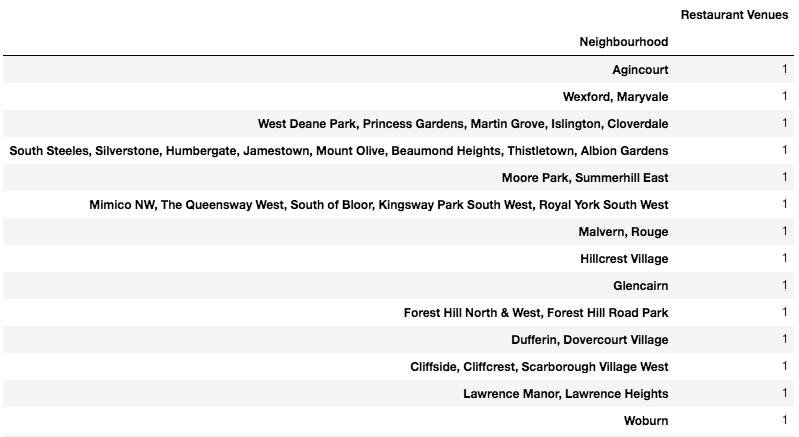 Restaurant Venues
Neighbourhood
Agincourt 1
Wexford, Maryvale 1
West Deane Park, Princess Gardens, Martin Grove, Islington, Cloverdale 1
South Steeles, Silverstone, Humbergate, Jamestown, Mount Olive, Beaumond Heights, Thistletown, Albion Gardens 1
Moore Park, Summerhill East 1
Mimico NW, The Queensway West, South of Bloor, Kingsway Park South West, Royal York South West 1
Malvern, Rouge 1
Hillcrest Village 1
Glencairn 1
Forest Hill North & West, Forest Hill Road Park 1
Dufferin, Dovercourt Village 1
Cliffside, Cliffcrest, Scarborough Village West 1
Lawrence Manor, Lawrence Heights 1
Woburn 1